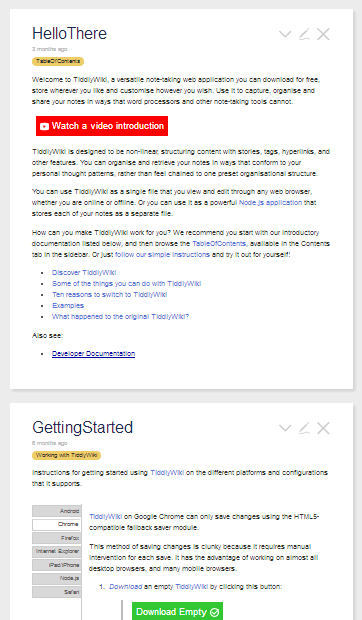 HelloThere
3 months ago
TableOfContents
Welcome to TiddlyWiki, a versatile note-taking web application you can download for free,
store wherever you like and customise however you wish. Use it to capture, organise and
share your notes in ways that word processors and other note-taking tools cannot.
Watch a video introduction
TiddlyWiki is designed to be non-linear, structuring content with stories, tags, hyperlinks, and
other features. You can organise and retrieve your notes in ways that conform to your
personal thought patterns, rather than feel chained to one preset organisational structure.
You can use TiddlyWiki as a single file that you view and edit through any web browser,
whether you are online or offline. Or you can use it as a powerful Node.js application that
stores each of your notes as a separate file.
How can you make TiddlyWiki work for you? We recommend you start with our introductory
documentation listed below, and then browse the TableOfContents, available in the Contents
tab in the sidebar. Or just follow our simple instructions and try it out for yourself!
• Discover TiddlyWiki
• Some of the things you can do with TiddlyWiki
• Ten reasons to switch to TiddlyWiki
• Examples
• What happened to the original TiddlyWiki?
Also see:
• Developer Documentation
GettingStarted
6 months ago
Working with TiddlyWiki
Instructions for getting started using TiddlyWiki on the different platforms and configurations
that it supports.
Android
Chrome
Firefox
Internet Explorer
iPad/iPhone
Node.js
Safari
TiddlyWiki on Google Chrome can only save changes using the HTML5-
compatible fallback saver module.
This method of saving changes is clunky because it requires manual
intervention for each save. It has the advantage of working on almost all
desktop browsers, and many mobile browsers.
1. Download an empty TiddlyWiki by clicking this button:
Download Empty